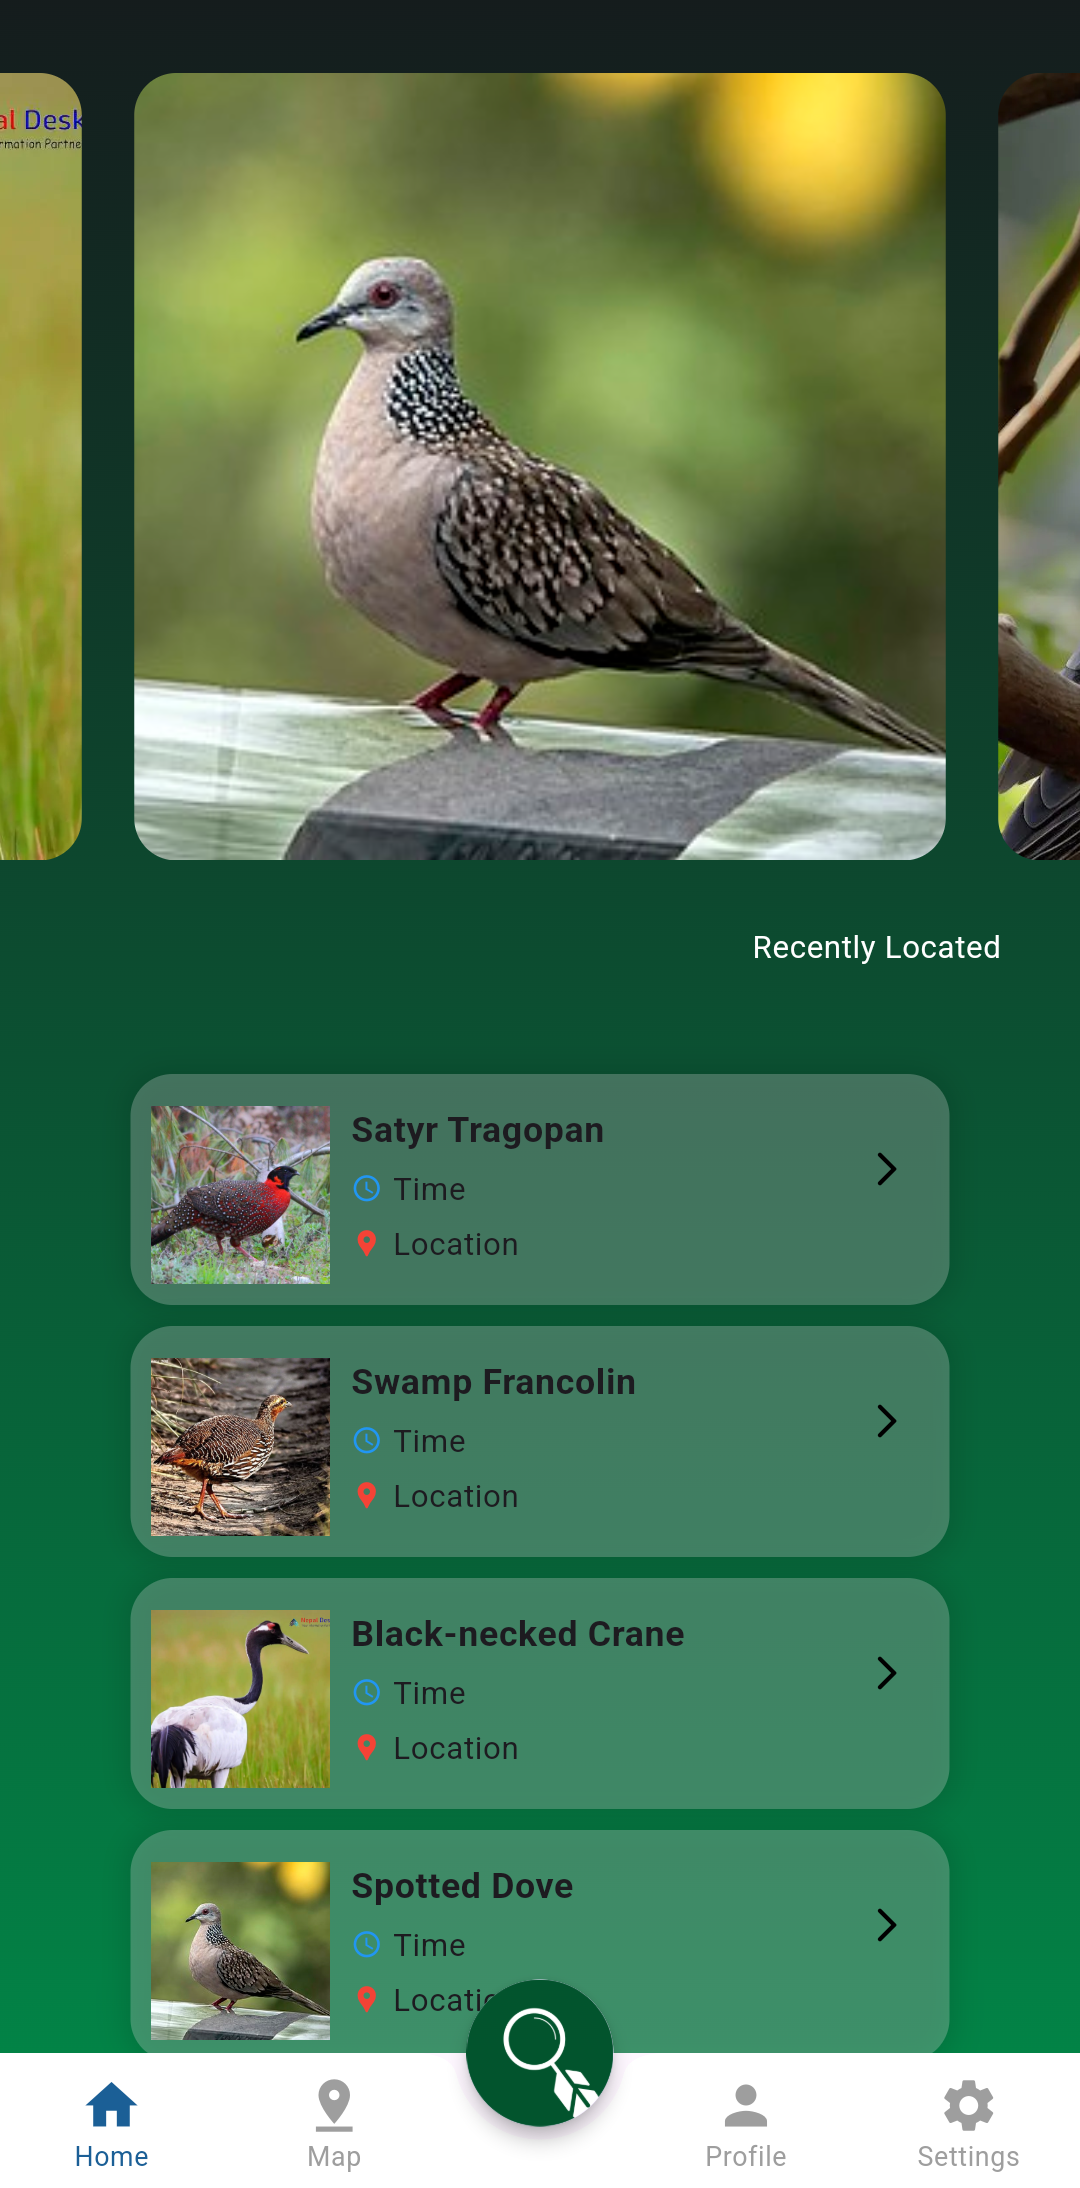 al Desk
rmation Partne
Recently Located
Satyr Tragopan
Time
Location
Swamp Francolin
Time
Location
Black-necked Crane
Time
Location
Spotted Dove
Time
Locatio
Home
Map
Profile
Settings